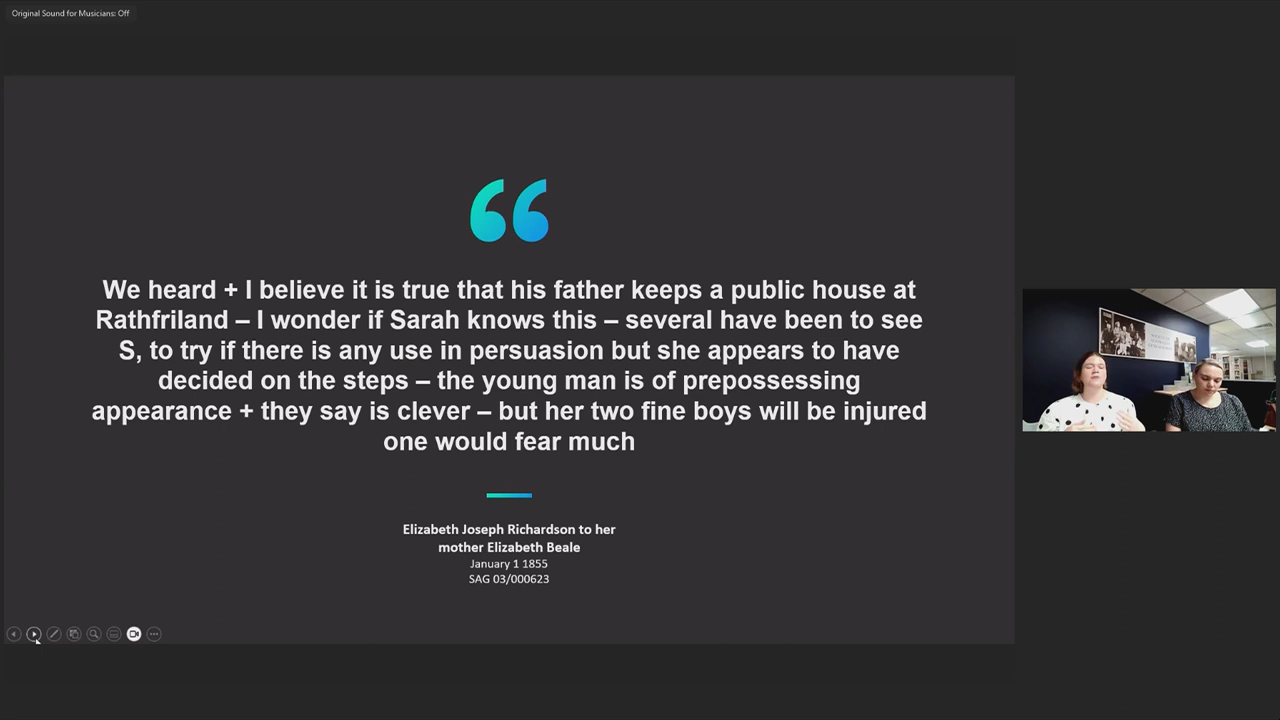 Original Sound for Musicians: Off
“
We heard + I believe it is true that his father keeps a public house at
Rathfriland – I wonder if Sarah knows this – several have been to see
S, to try if there is any use in persuasion but she appears to have
decided on the steps – the young man is of prepossessing
appearance + they say is clever – but her two fine boys will be injured
one would fear much
Elizabeth Joseph Richardson to her
mother Elizabeth Beale
January 1 1855
SAG 03/000623